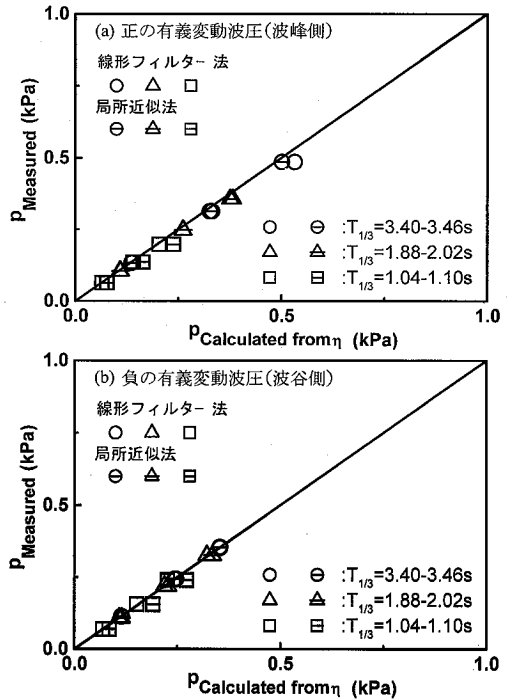 (a) 正の有義変動波圧(波峰側)
線形フィルター 法
局所近似法
:T1/3=3.40-3.46s
:T1/3=1.88-2.02s
:T1/3=1.04-1.10s
1.0
0.5
0.0
pMeasured (kPa)
0.0 0.5 1.0
pCalculated from η (kPa)
(b) 負の有義変動波圧(波谷側)
線形フィルター 法
局所近似法
:T1/3=3.40-3.46s
:T1/3=1.88-2.02s
:T1/3=1.04-1.10s
1.0
0.5
0.0
pMeasured (kPa)
0.0 0.5 1.0
pCalculated from η (kPa)